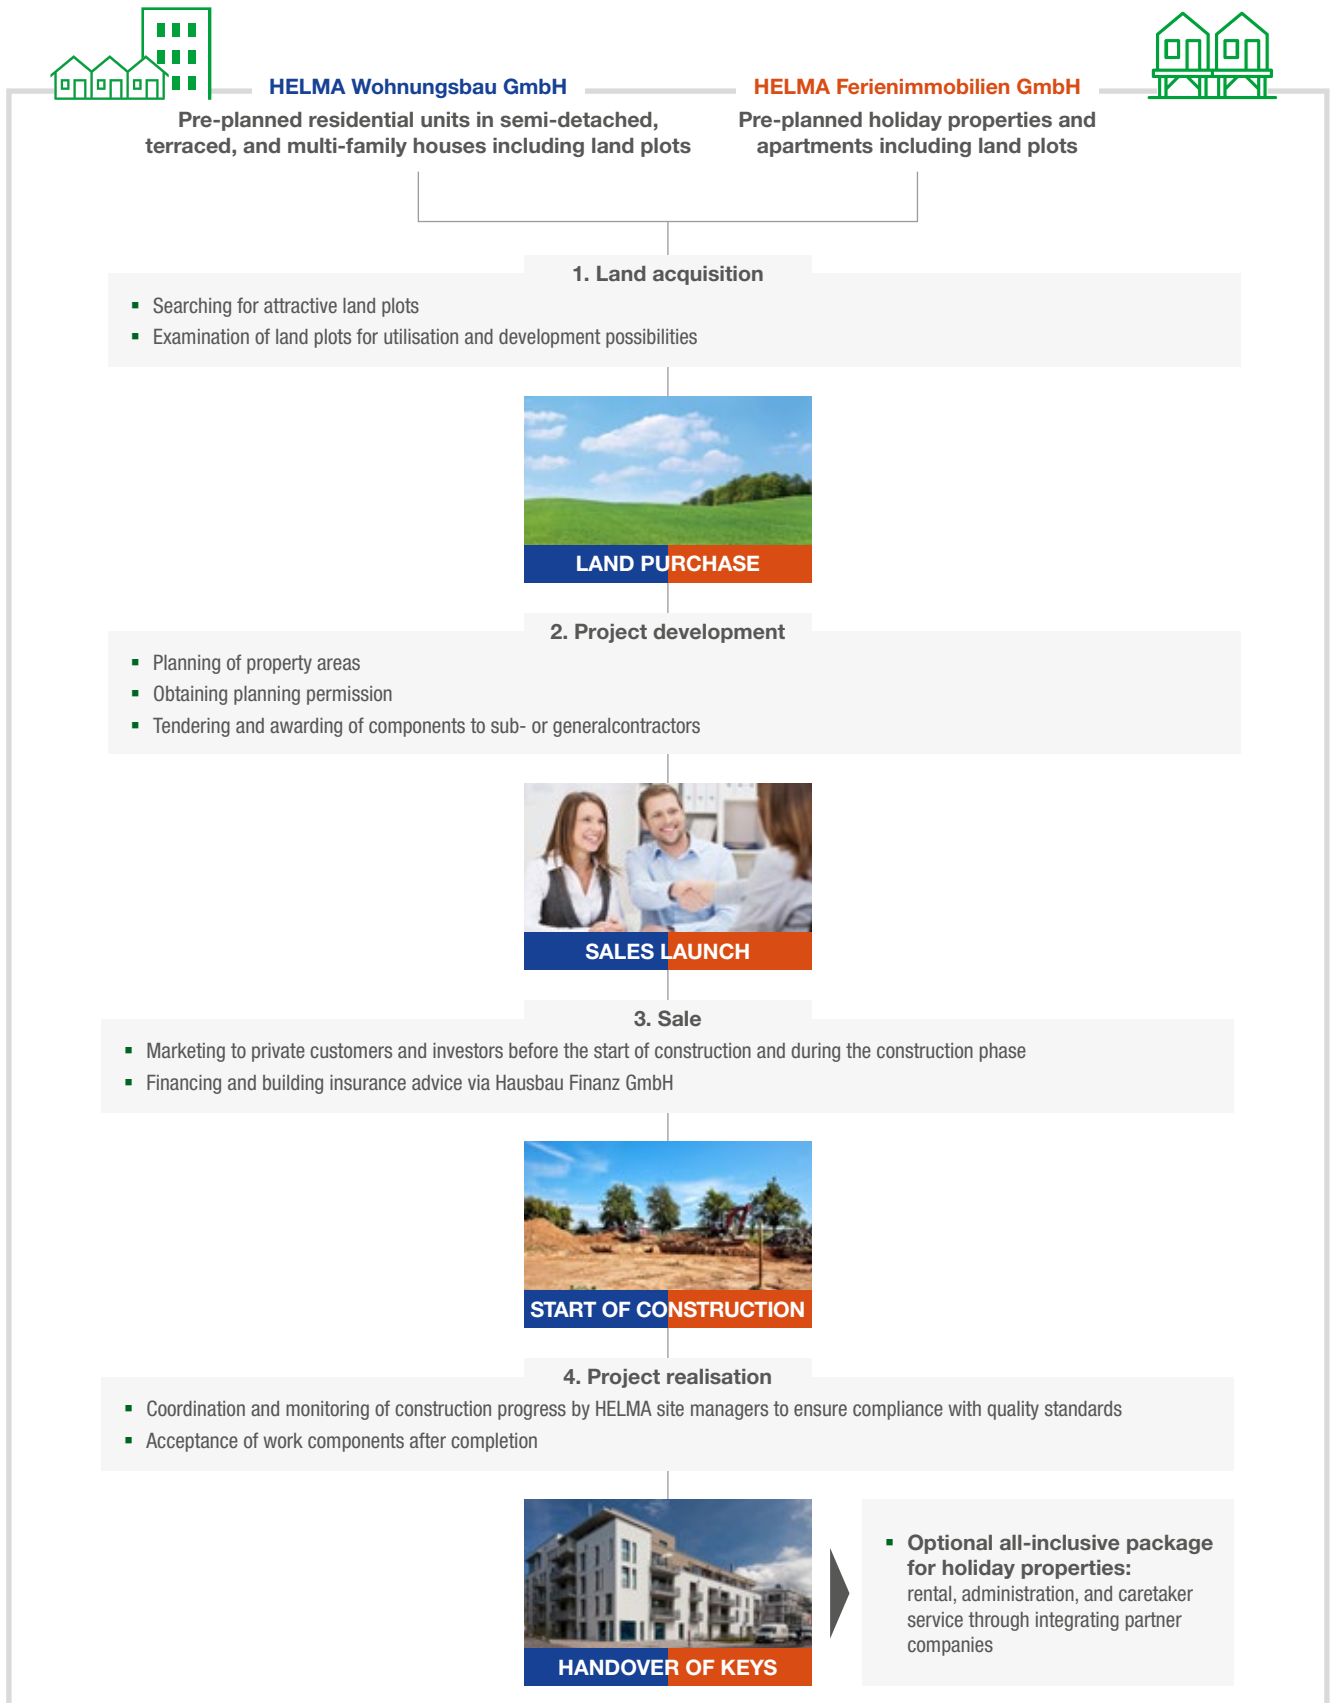 HELMA Wohnungsbau GmbH
Pre-planned residential units in semi-detached,
terraced, and multi-family houses including land plots
HELMA Ferienimmobilien GmbH
Pre-planned holiday properties and
apartments including land plots
1. Land acquisition
▪ Searching for attractive land plots
▪ Examination of land plots for utilisation and development possibilities
LAND PURCHASE
2. Project development
▪ Planning of property areas
▪ Obtaining planning permission
▪ Tendering and awarding of components to sub- or generalcontractors
SALES LAUNCH
3. Sale
▪ Marketing to private customers and investors before the start of construction and during the construction phase
▪ Financing and building insurance advice via Hausbau Finanz GmbH
START OF CONSTRUCTION
4. Project realisation
▪ Coordination and monitoring of construction progress by HELMA site managers to ensure compliance with quality standards
▪ Acceptance of work components after completion
HANDOVER OF KEYS
▪ Optional all-inclusive package
for holiday properties:
rental, administration, and caretaker
service through integrating partner
companies